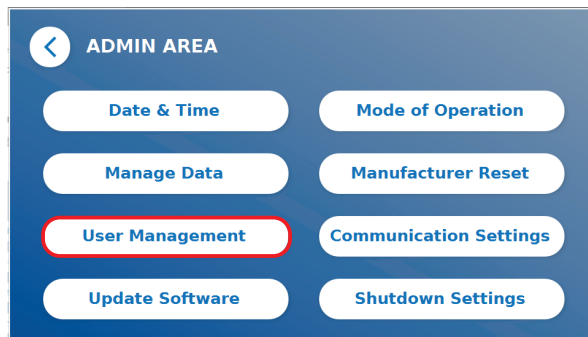 ADMIN AREA
Date & Time
Mode of Operation
Manage Data
Manufacturer Reset
User Management
Communication Settings
Update Software
Shutdown Settings